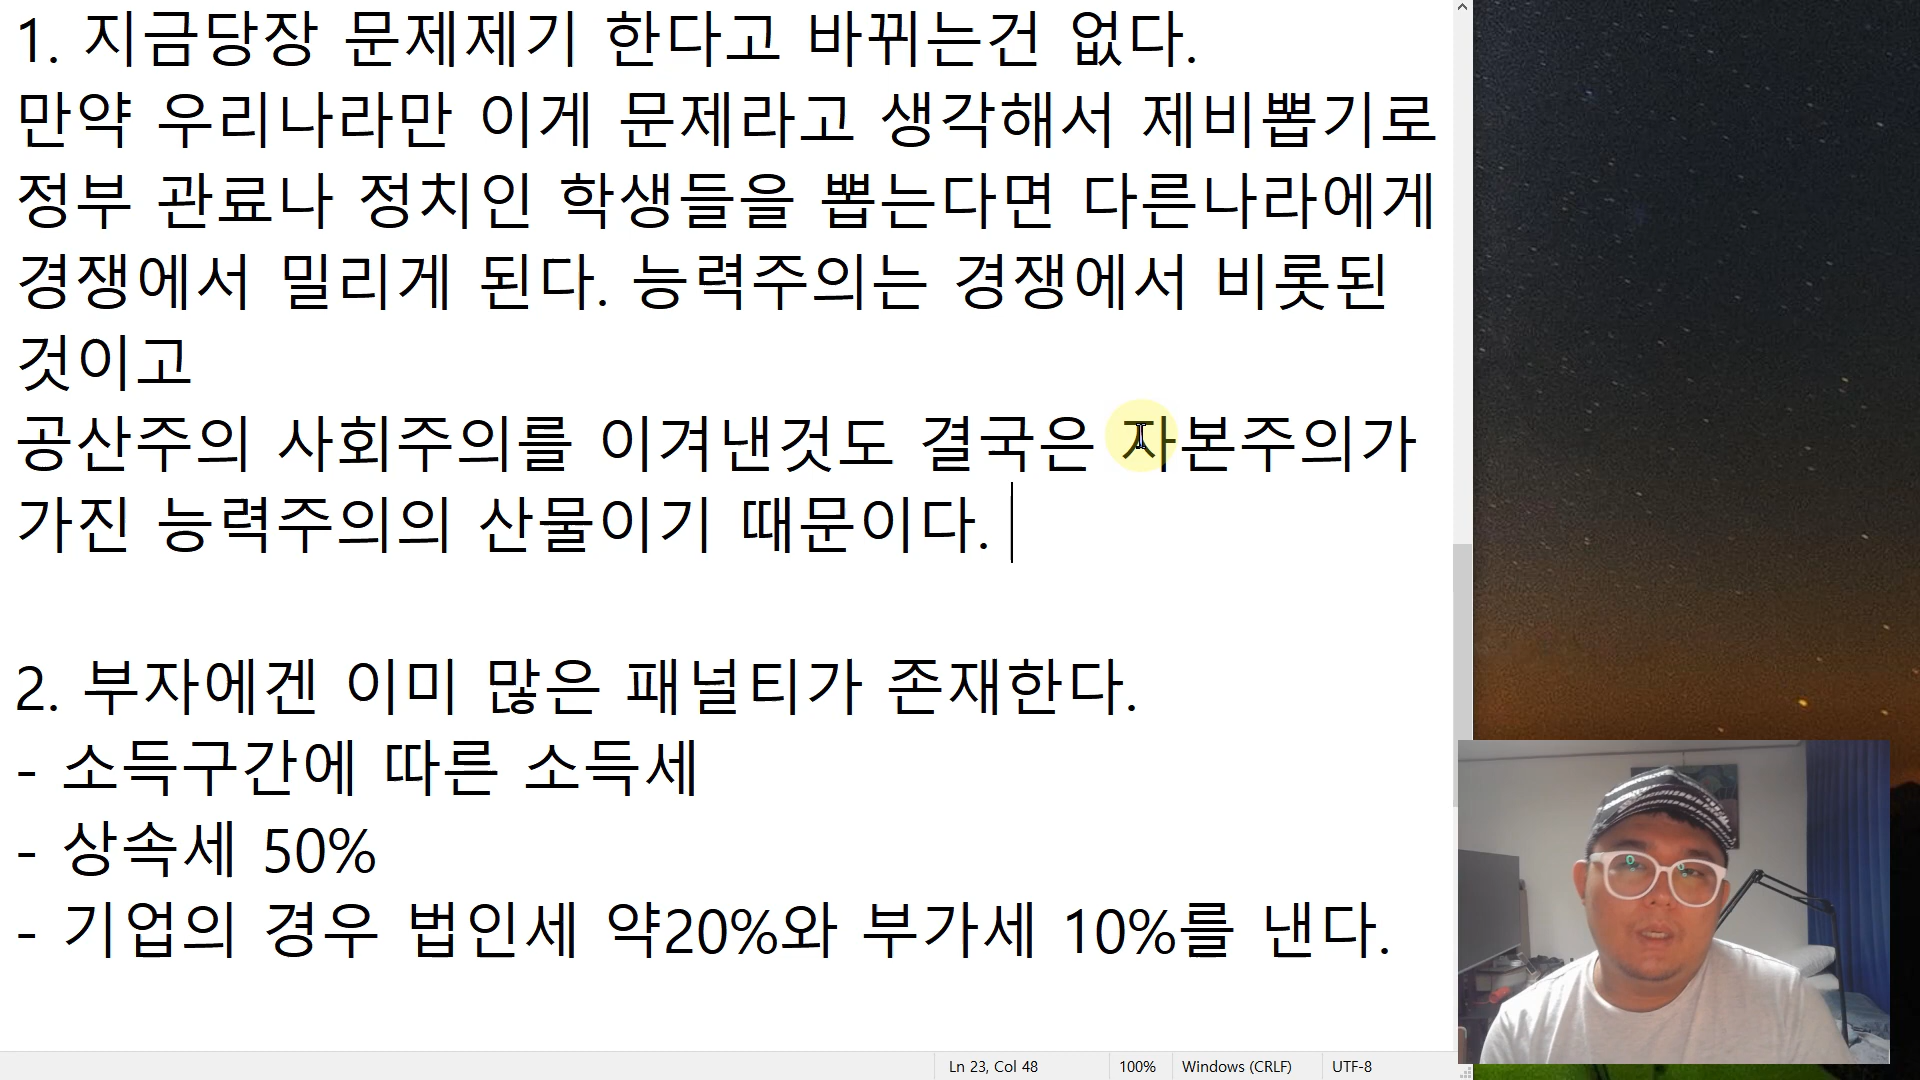 1. 지금당장 문제제기 한다고 바뀌는건 없다.
만약 우리나라만 이게 문제라고 생각해서 제비뽑기로
정부 관료나 정치인 학생들을 뽑는다면 다른나라에게
경쟁에서 밀리게 된다. 능력주의는 경쟁에서 비롯된
것이고
공산주의 사회주의를 이겨낸것도 결국은 자본주의가
가진 능력주의의 산물이기 때문이다.
2. 부자에겐 이미 많은 패널티가 존재한다.
- 소득구간에 따른 소득세
- 상속세 50%
- 기업의 경우 법인세 약20%와 부가세 10%를 낸다.
Ln 23, Col 48 100% Windows (CRLF) UTF-8